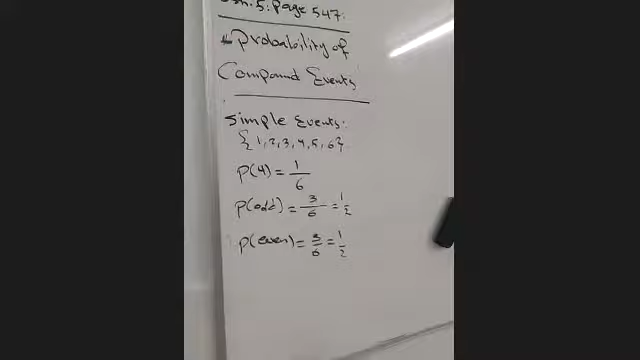 5. Page 547.
Probability of
Compound Events
Simple Events:
{1,2,3,4,5,6}
P(4) = 1/6
P(odd) = 3/6 = 1/2
P(even) = 3/6 = 1/2